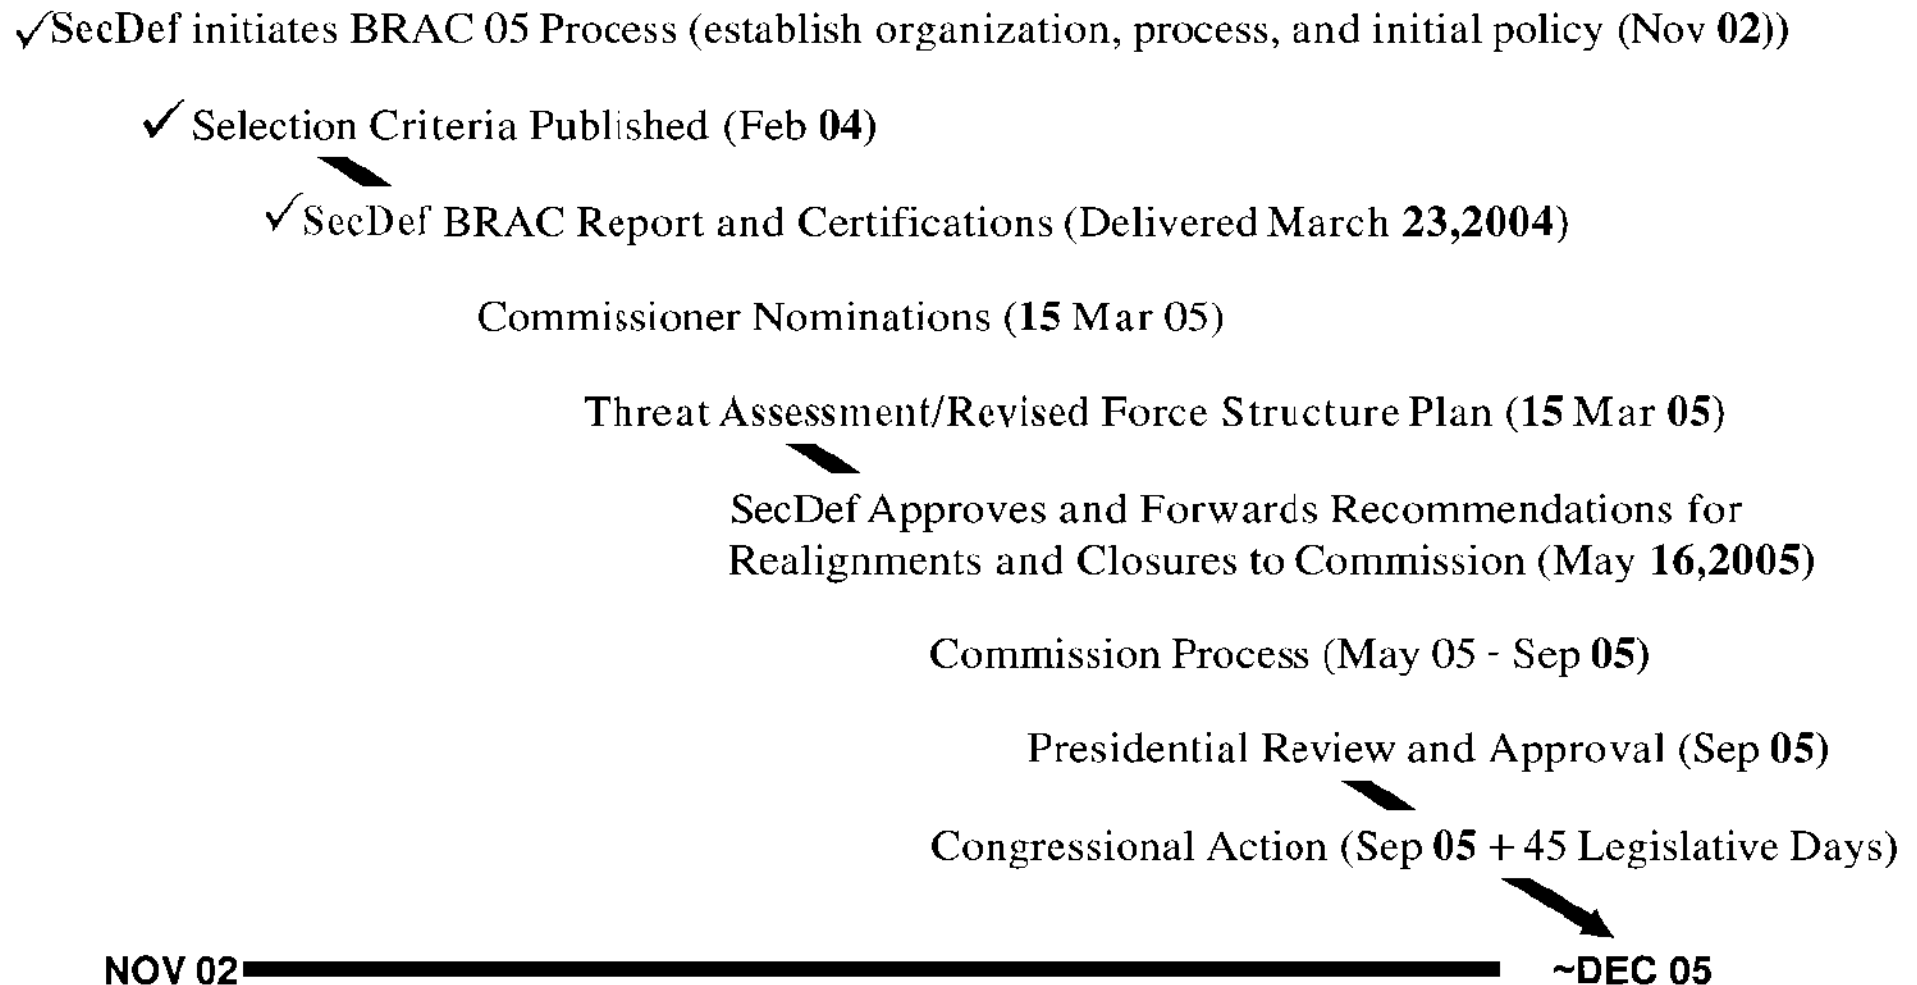 ✓SecDef initiates BRAC 05 Process (establish organization, process, and initial policy (Nov 02))
✓ Selection Criteria Published (Feb 04)
✓SecDef BRAC Report and Certifications (Delivered March 23,2004)
Commissioner Nominations (15 Mar 05)
Threat Assessment/Revised Force Structure Plan (15 Mar 05)
SecDef Approves and Forwards Recommendations for
Realignments and Closures to Commission (May 16,2005)
Commission Process (May 05 - Sep 05)
Presidential Review and Approval (Sep 05)
Congressional Action (Sep 05 + 45 Legislative Days)
NOV 02 ~DEC 05